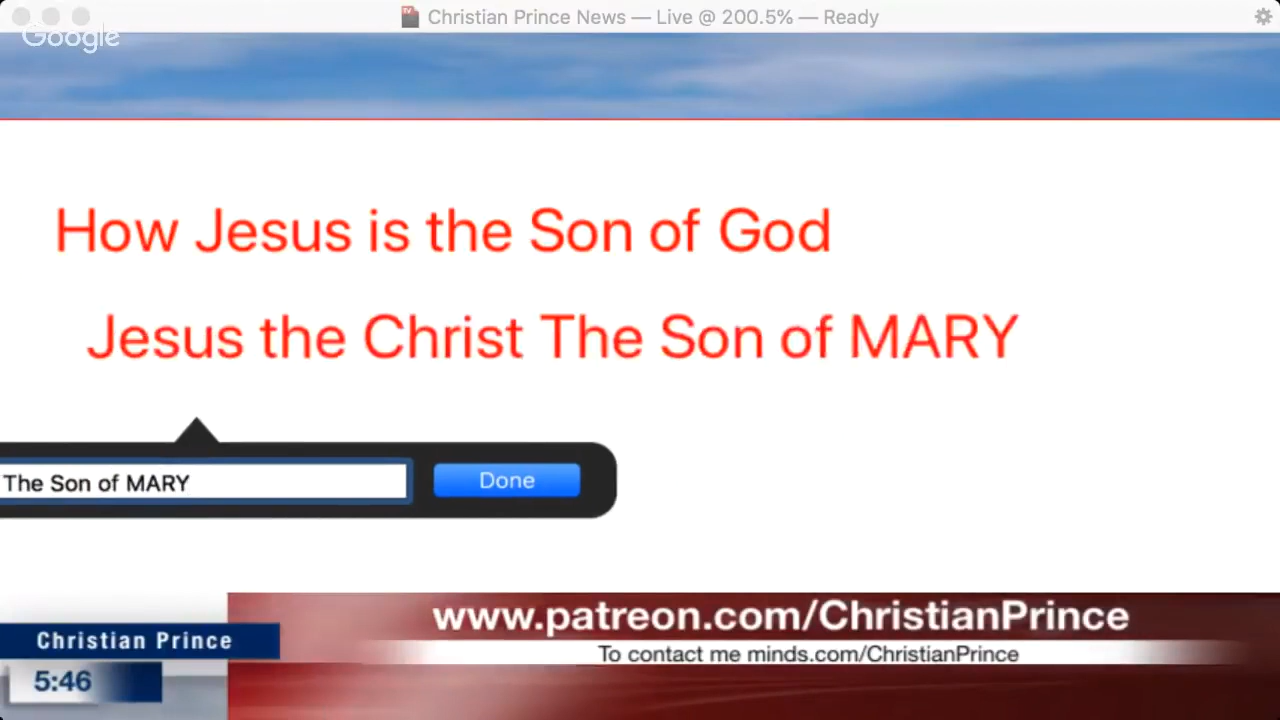 Christian Prince News — Live @ 200.5% — Ready
Google
How Jesus is the Son of God
Jesus the Christ The Son of MARY
The Son of MARY
Done
www.patreon.com/ChristianPrince
Christian Prince
To contact me minds.com/ChristianPrince
5:46